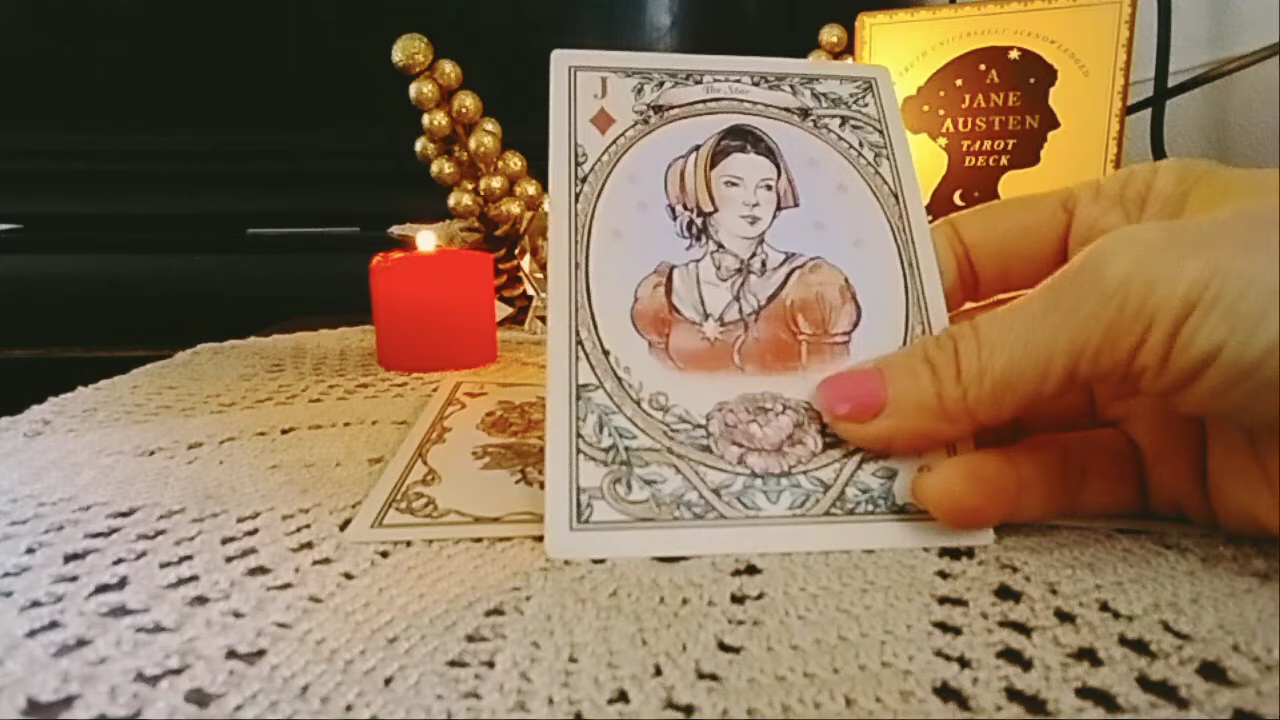 J
The Star
A TRUTH UNIVERSALLY ACKNOWLEDGED
A
JANE
AUSTEN
TAROT
DECK